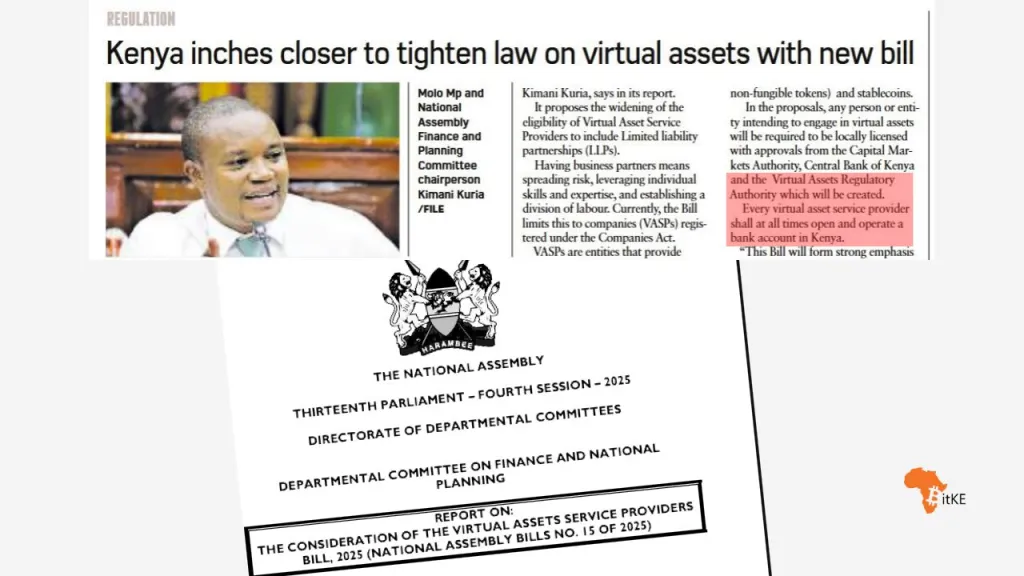 REGULATION
Kenya inches closer to tighten law on virtual assets with new bill
Molo Mp and
National
Assembly
Finance and
Planning
Committee
chairperson
Kimani Kuria
/FILE
Kimani Kuria, says in its report.
It proposes the widening of the
eligibility of Virtual Asset Service
Providers to include Limited liability
partnerships (LLPs).
Having business partners means
spreading risk, leveraging individual
skills and expertise, and establishing a
division of labour. Currently, the Bill
limits this to companies (VASPs) regis-
tered under the Companies Act.
VASPs are entities that provide
non-fungible tokens) and stablecoins.
In the proposals, any person or enti-
ty intending to engage in virtual assets
will be required to be locally licensed
with approvals from the Capital Mar-
kets Authority, Central Bank of Kenya
and the Virtual Assets Regulatory
Authority which will be created.
Every virtual asset service provider
shall at all times open and operate a
bank account in Kenya.
“This Bill will form strong emphasis
HARAMBEE
THE NATIONAL ASSEMBLY
THIRTEENTH PARLIAMENT – FOURTH SESSION – 2025
DIRECTORATE OF DEPARTMENTAL COMMITTEES
DEPARTMENTAL COMMITTEE ON FINANCE AND NATIONAL
PLANNING
REPORT ON:
THE CONSIDERATION OF THE VIRTUAL ASSETS SERVICE PROVIDERS
BILL, 2025 (NATIONAL ASSEMBLY BILLS NO. 15 OF 2025)
BitKE